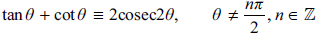 tan θ + cot θ ≡ 2cosec2θ, θ ≠ nπ/2, n ∈ ℤ